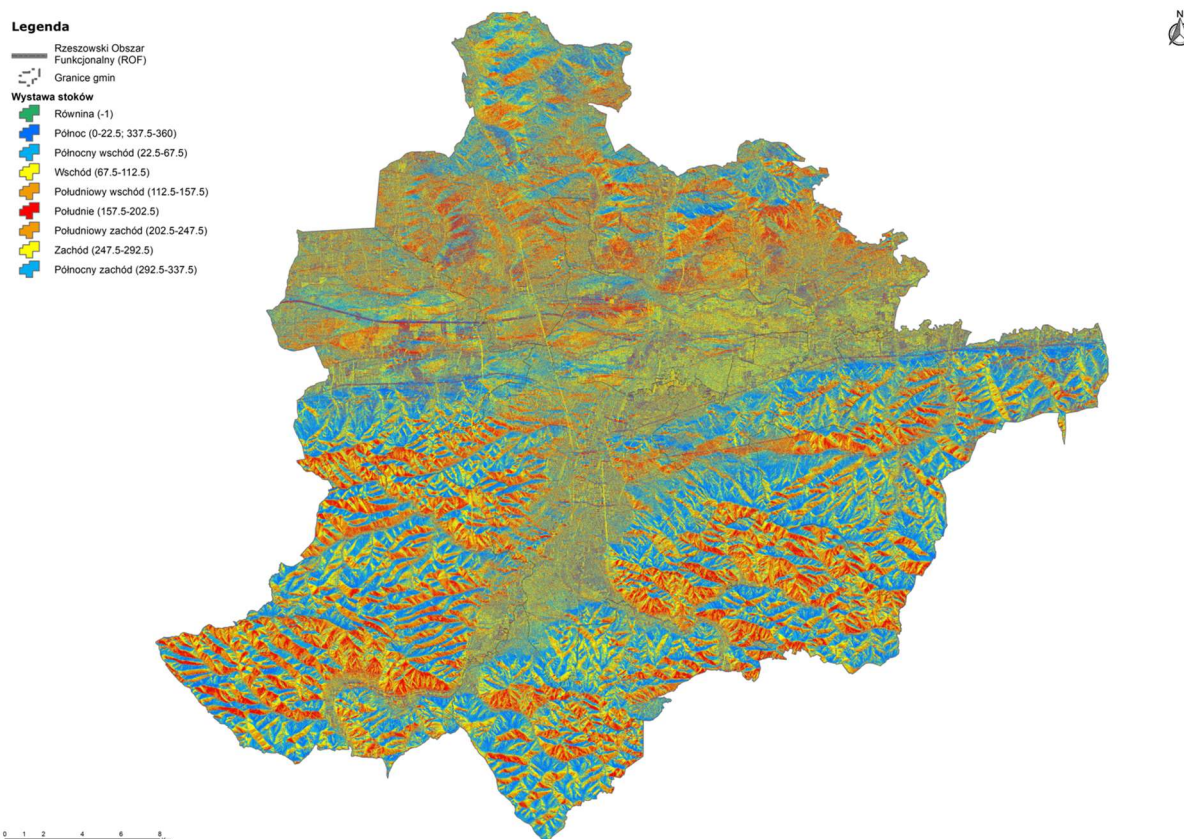 Legenda
Rzeszowski Obszar
Funkcjonalny (ROF)
Granice gmin
Wystawa stoków
Równina (-1)
Północ (0-22.5; 337.5-360)
Północny wschód (22.5-67.5)
Wschód (67.5-112.5)
Południowy wschód (112.5-157.5)
Południe (157.5-202.5)
Południowy zachód (202.5-247.5)
Zachód (247.5-292.5)
Północny zachód (292.5-337.5)
N
0 1 2 4 6 8